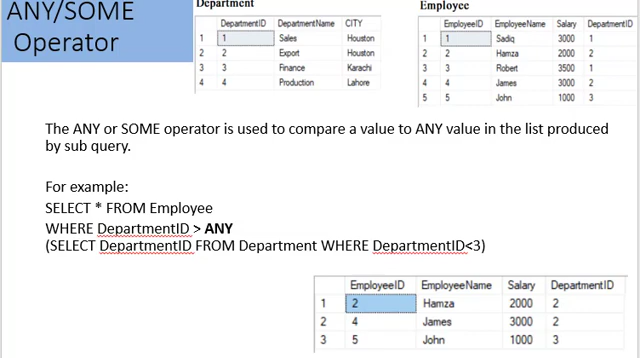 ANY/SOME
Operator
Department
DepartmentID DepartmentName CITY
1 1 Sales Houston
2 2 Export Houston
3 3 Finance Karachi
4 4 Production Lahore
Employee
EmployeeID EmployeeName Salary DepartmentID
1 1 Sadiq 3000 1
2 2 Hamza 2000 2
3 3 Robert 3500 1
4 4 James 3000 2
5 5 John 1000 3
The ANY or SOME operator is used to compare a value to ANY value in the list produced
by sub query.
For example:
SELECT * FROM Employee
WHERE DepartmentID > ANY
(SELECT DepartmentID FROM Department WHERE DepartmentID<3)
EmployeeID EmployeeName Salary DepartmentID
1 2 Hamza 2000 2
2 4 James 3000 2
3 5 John 1000 3